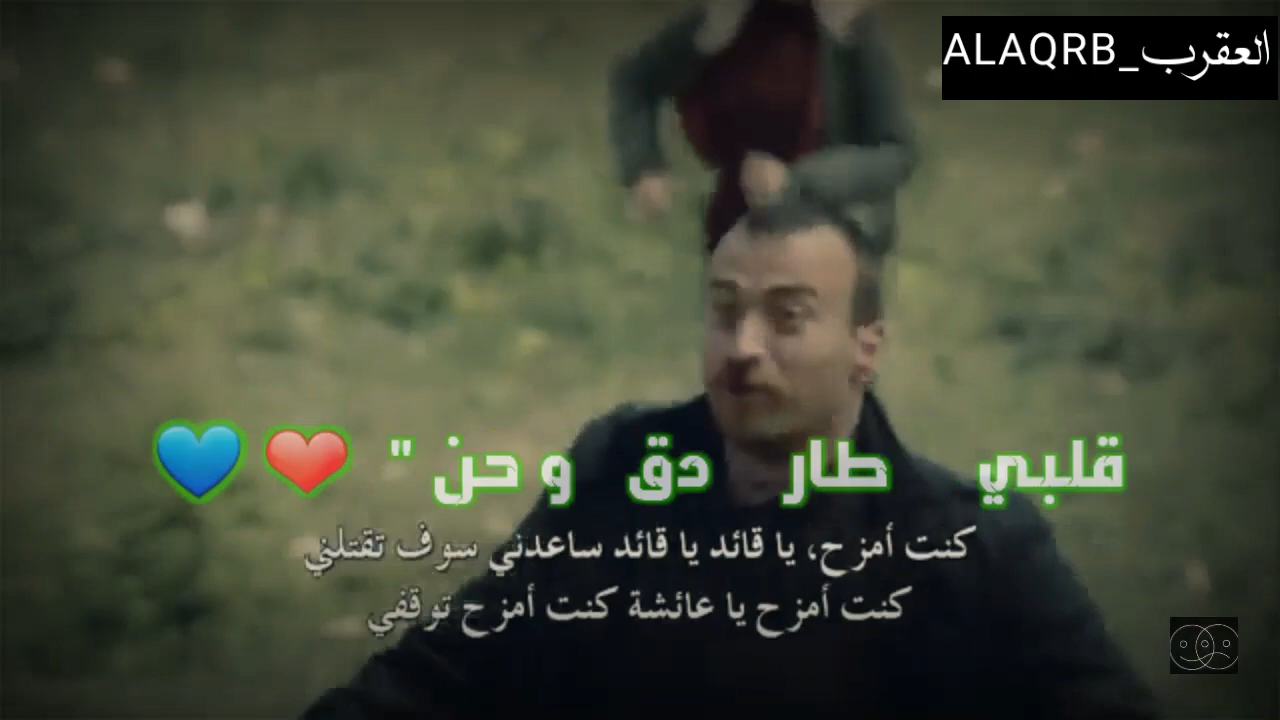 ALAQRB_العقرب
قلبي طار دق و حن "❤️💙
كنت أمزح، يا قائد يا قائد ساعدني سوف تقتلني
كنت أمزح يا عائشة كنت أمزح توقفي